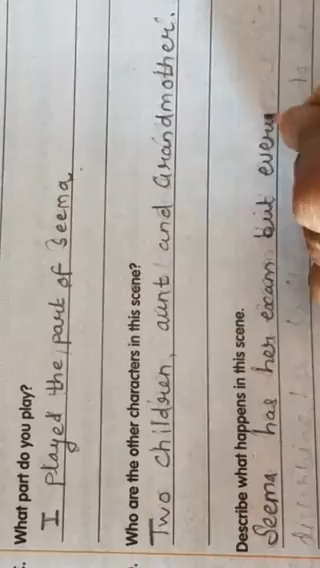 What part do you play?
I played the part of Seema
Who are the other characters in this scene?
Two children, aunt and Grandmother.
Describe what happens in this scene.
Seema has her exam but every